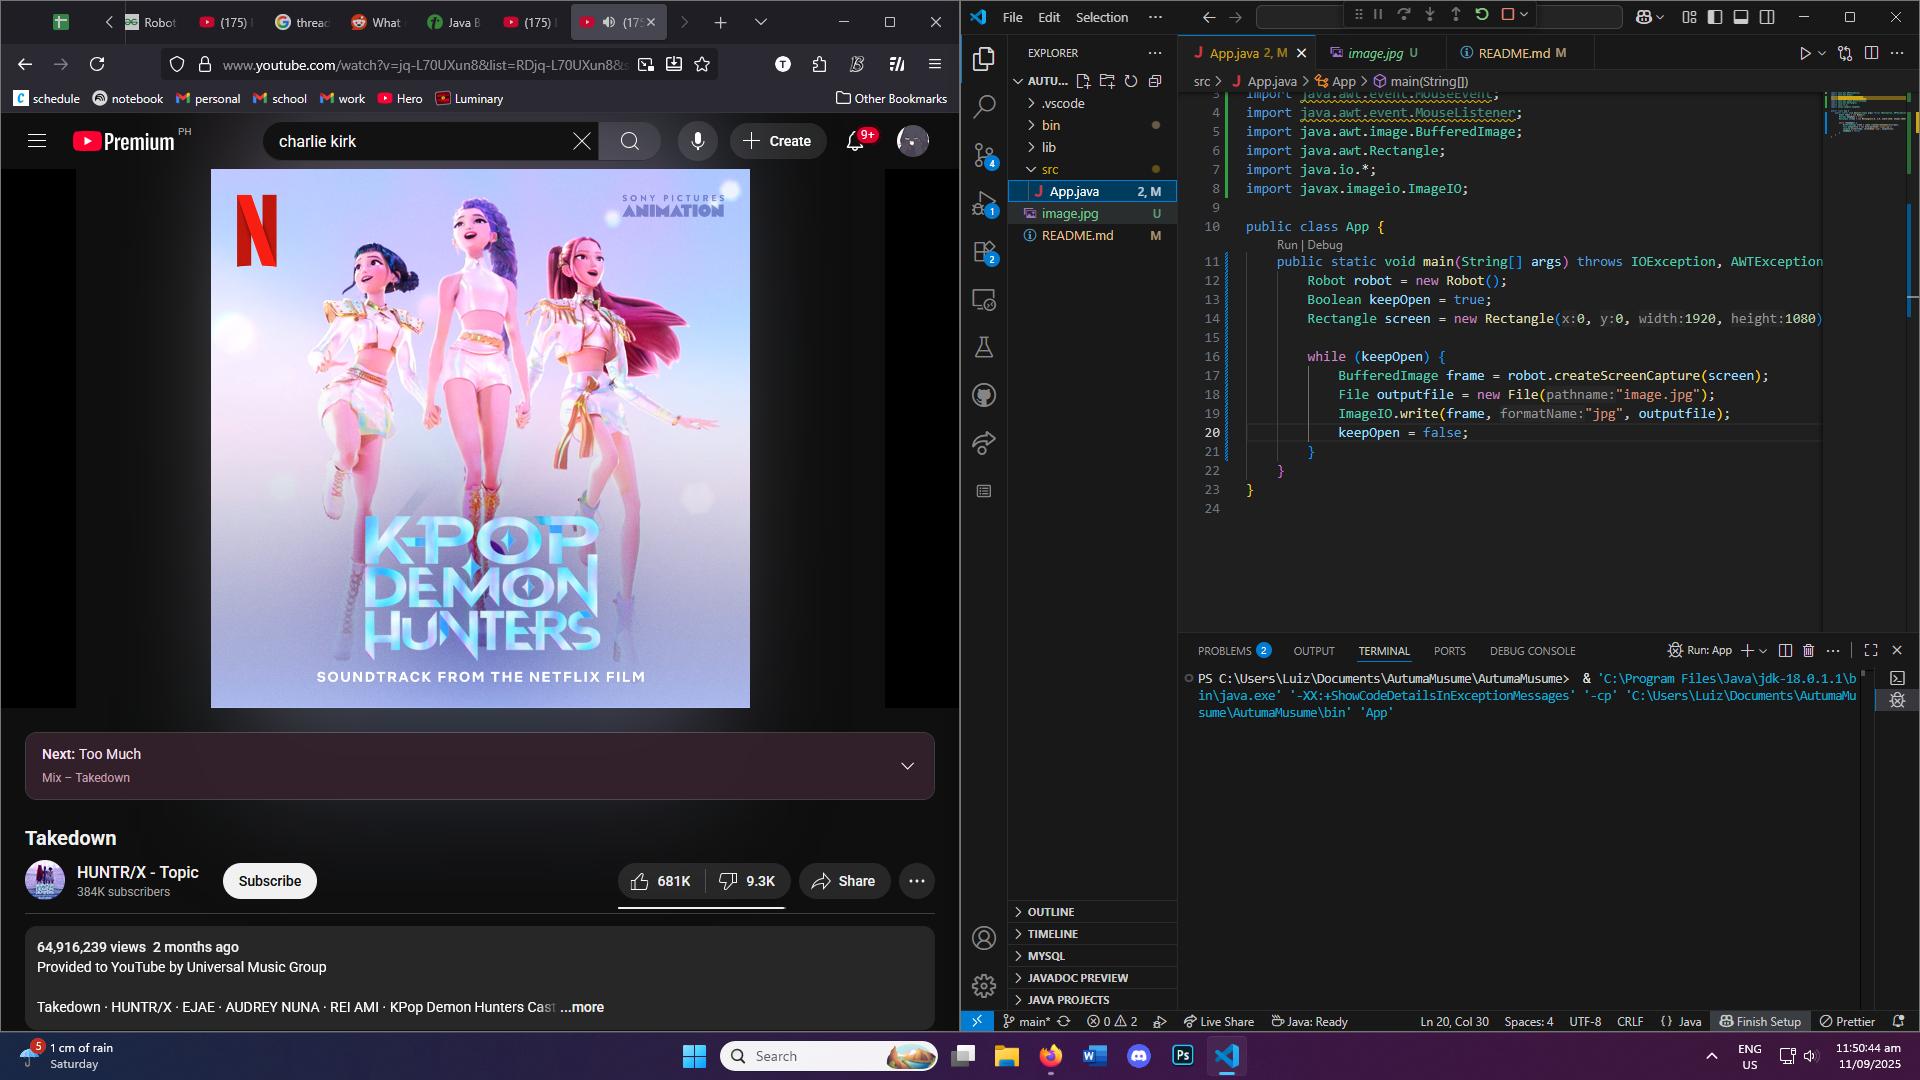 Robot
(175)
thread
What
Java B
(175)
(175
www.youtube.com/watch?v=jq-L70UXun8&list=RDjq-L70UXun8&s
schedule
notebook
personal
school
work
Hero
Luminary
Other Bookmarks
Premium PH
charlie kirk
Create
9+
N
SONY PICTURES
ANIMATION
K-POP
DEMON
HUNTERS
SOUNDTRACK FROM THE NETFLIX FILM
Next: Too Much
Mix – Takedown
Takedown
HUNTR/X - Topic
384K subscribers
Subscribe
681K
9.3K
Share
64,916,239 views 2 months ago
Provided to YouTube by Universal Music Group
Takedown · HUNTR/X · EJAE · AUDREY NUNA · REI AMI · KPop Demon Hunters Cast ...more
File Edit Selection ...
EXPLORER
AUTU...
.vscode
bin
lib
src
J App.java 2, M
image.jpg U
README.md M
4
1
2
OUTLINE
TIMELINE
MYSQL
JAVADOC PREVIEW
JAVA PROJECTS
J App.java 2, M
image.jpg U
README.md M
src > J App.java > App > main(String[])
3 import java.awt.event.MouseEvent;
4 import java.awt.event.MouseListener;
5 import java.awt.image.BufferedImage;
6 import java.awt.Rectangle;
7 import java.io.*;
8 import javax.imageio.ImageIO;
9
10 public class App {
Run | Debug
11 public static void main(String[] args) throws IOException, AWTException
12 Robot robot = new Robot();
13 Boolean keepOpen = true;
14 Rectangle screen = new Rectangle(x:0, y:0, width:1920, height:1080)
15
16 while (keepOpen) {
17 BufferedImage frame = robot.createScreenCapture(screen);
18 File outputfile = new File(pathname:"image.jpg");
19 ImageIO.write(frame, formatName:"jpg", outputfile);
20 keepOpen = false;
21 }
22 }
23 }
24
PROBLEMS 2 OUTPUT TERMINAL PORTS DEBUG CONSOLE
Run: App
PS C:\Users\Luiz\Documents\AutumaMusume\AutumaMusume> & 'C:\Program Files\Java\jdk-18.0.1.1\b
in\java.exe' '-XX:+ShowCodeDetailsInExceptionMessages' '-cp' 'C:\Users\Luiz\Documents\AutumaMu
sume\AutumaMusume\bin' 'App'
main*
0 2
Live Share
Java: Ready
Ln 20, Col 30
Spaces: 4
UTF-8
CRLF
{ } Java
Finish Setup
Prettier
5
1 cm of rain
Saturday
Search
W
Ps
ENG
US
11:50:44 am
11/09/2025